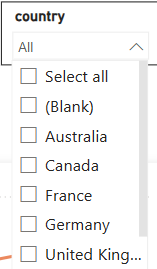 country
All
Select all
(Blank)
Australia
Canada
France
Germany
United King...